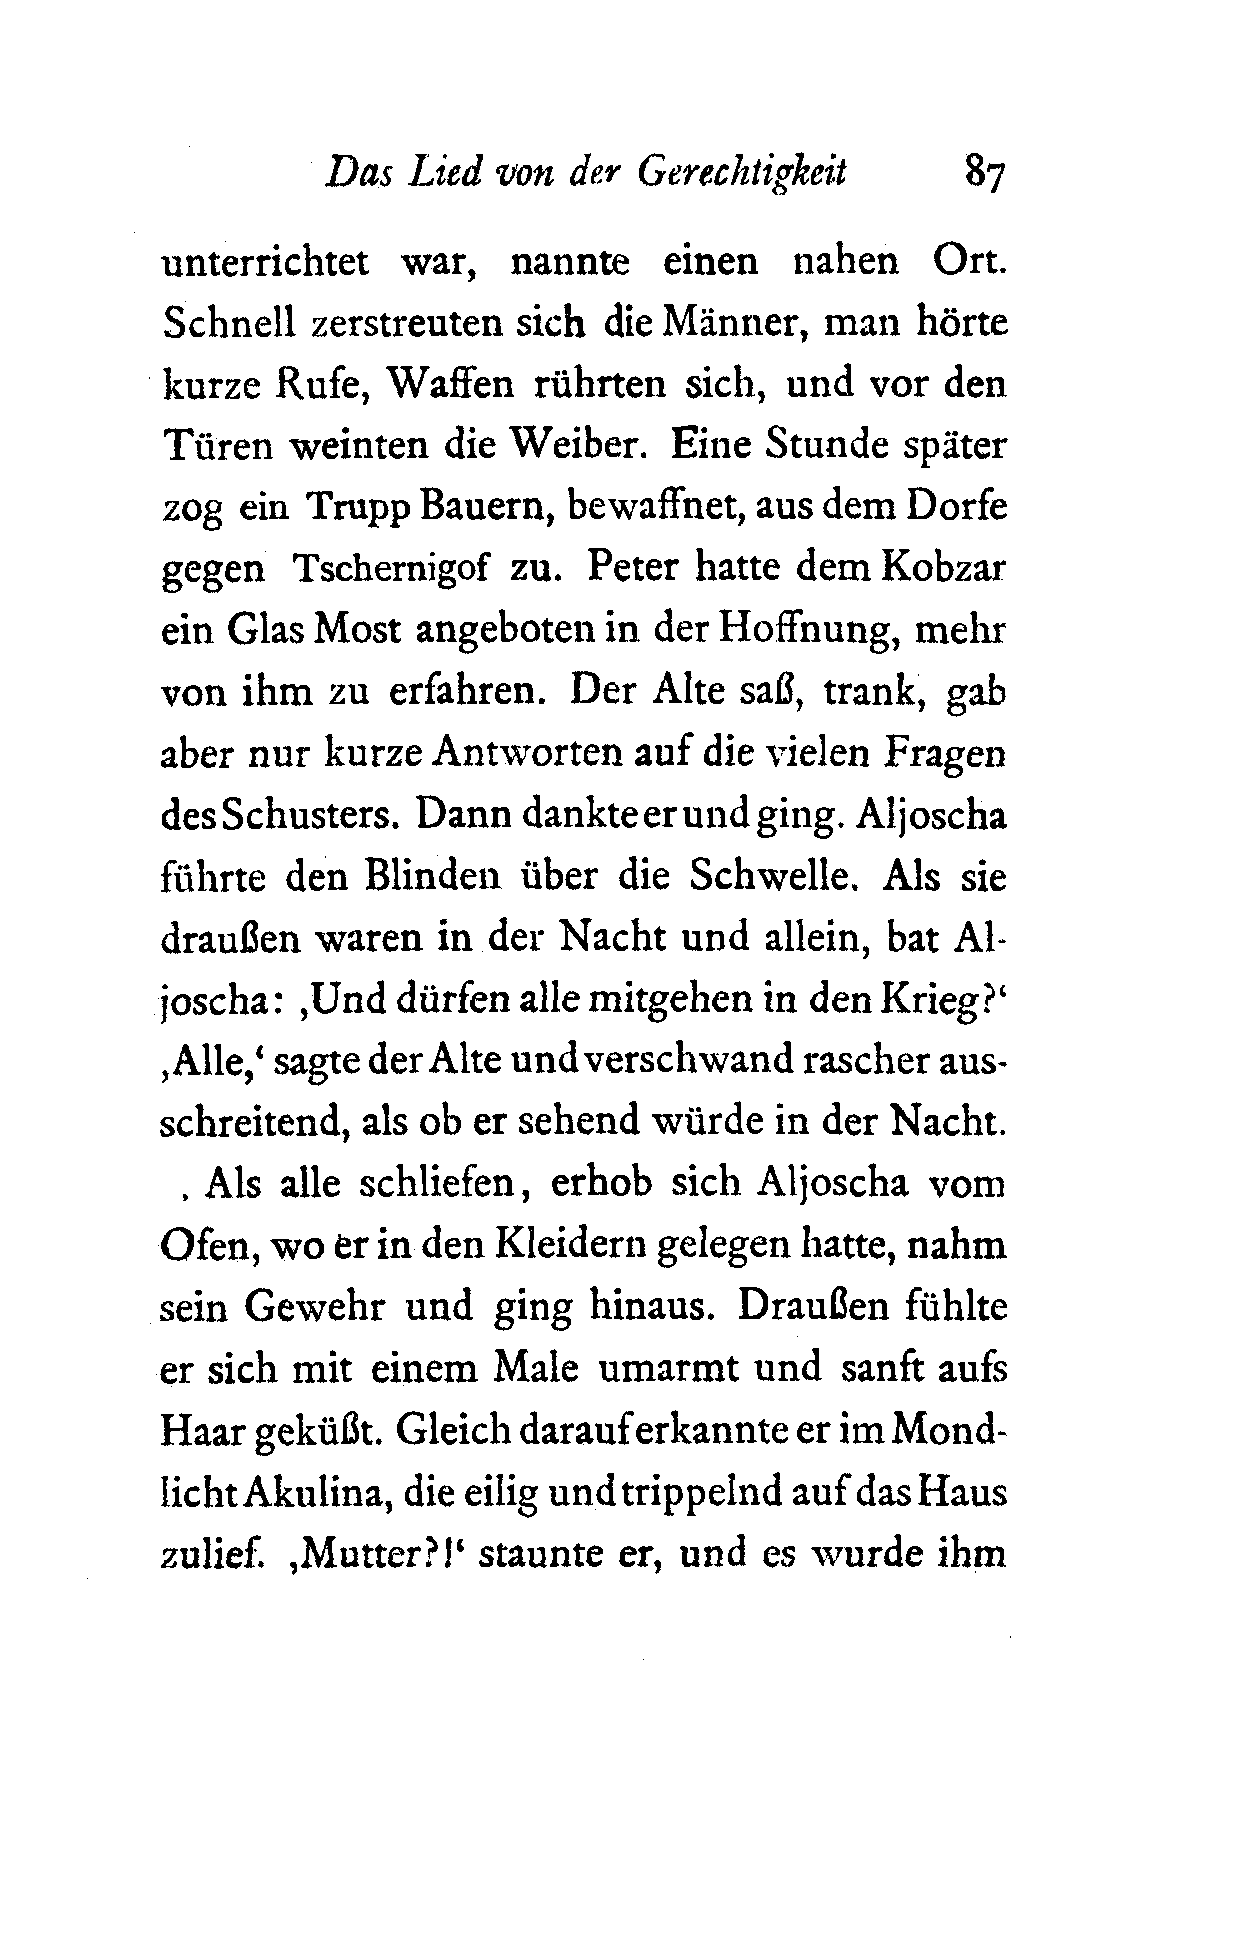 Das Lied von der Gerechtigkeit 87
unterrichtet war, nannte einen nahen Ort.
Schnell zerstreuten sich die Männer, man hörte
kurze Rufe, Waffen rührten sich, und vor den
Türen weinten die Weiber. Eine Stunde später
zog ein Trupp Bauern, bewaffnet, aus dem Dorfe
gegen Tschernigof zu. Peter hatte dem Kobzar
ein Glas Most angeboten in der Hoffnung, mehr
von ihm zu erfahren. Der Alte saß, trank, gab
aber nur kurze Antworten auf die vielen Fragen
des Schusters. Dann dankte er und ging. Aljoscha
führte den Blinden über die Schwelle. Als sie
draußen waren in der Nacht und allein, bat Al-
joscha: ‚Und dürfen alle mitgehen in den Krieg?‘
‚Alle,‘ sagte der Alte und verschwand rascher aus-
schreitend, als ob er sehend würde in der Nacht.
Als alle schliefen, erhob sich Aljoscha vom
Ofen, wo er in den Kleidern gelegen hatte, nahm
sein Gewehr und ging hinaus. Draußen fühlte
er sich mit einem Male umarmt und sanft aufs
Haar geküßt. Gleich darauf erkannte er im Mond-
licht Akulina, die eilig und trippelnd auf das Haus
zulief. ‚Mutter?!‘ staunte er, und es wurde ihm